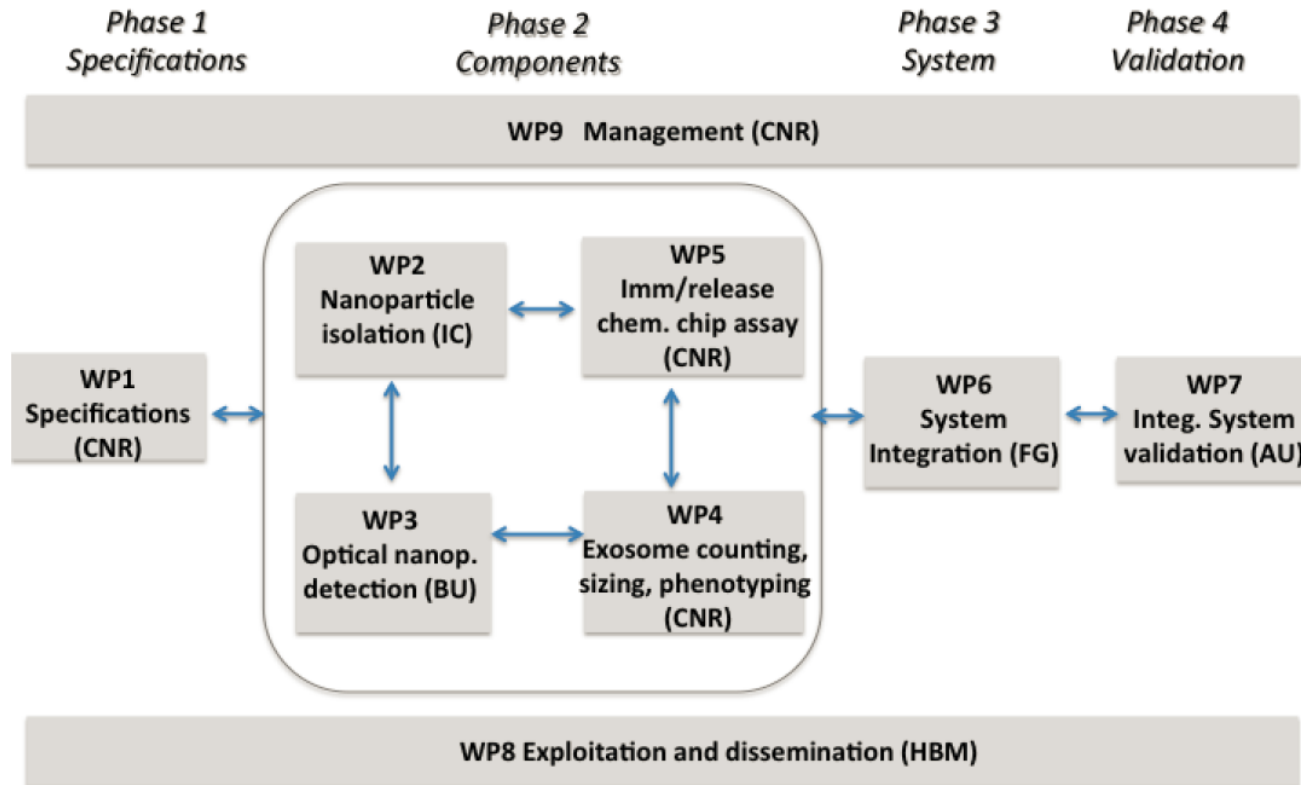 Phase 1
Specifications
Phase 2
Components
Phase 3
System
Phase 4
Validation
WP9   Management (CNR)
WP2
Nanoparticle
isolation (IC)
WP5
Imm/release
chem. chip assay
(CNR)
WP1
Specifications
(CNR)
WP6
System
Integration (FG)
WP7
Integ. System
validation (AU)
WP3
Optical nanop.
detection (BU)
WP4
Exosome counting,
sizing, phenotyping
(CNR)
WP8 Exploitation and dissemination (HBM)